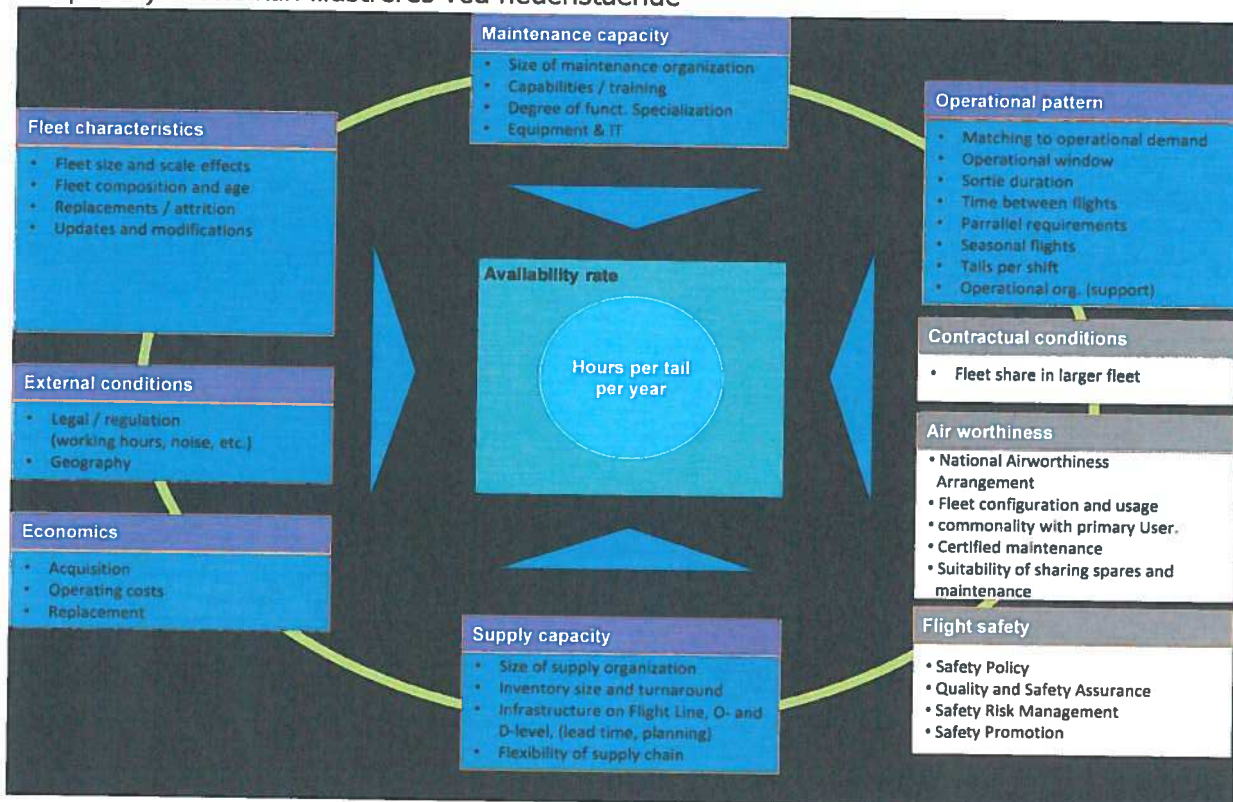 Maintenance capacity
• Size of maintenance organization
• Capabilities / training
• Degree of funct. Specialization
• Equipment & IT
Fleet characteristics
• Fleet size and scale effects
• Fleet composition and age
• Replacements / attrition
• Updates and modifications
Operational pattern
• Matching to operational demand
• Operational window
• Sortie duration
• Time between flights
• Parrallel requirements
• Seasonal flights
• Tails per shift
• Operational org. (support)
Availability rate
Hours per tail
per year
Contractual conditions
• Fleet share in larger fleet
External conditions
• Legal / regulation
(working hours, noise, etc.)
• Geography
Air worthiness
• National Airworthiness
Arrangement
• Fleet configuration and usage
• commonality with primary User.
• Certified maintenance
• Suitability of sharing spares and
maintenance
Economics
• Acquisition
• Operating costs
• Replacement
Supply capacity
• Size of supply organization
• Inventory size and turnaround
• Infrastructure on Flight Line, O- and
D-level, (lead time, planning)
• Flexibility of supply chain
Flight safety
• Safety Policy
• Quality and Safety Assurance
• Safety Risk Management
• Safety Promotion